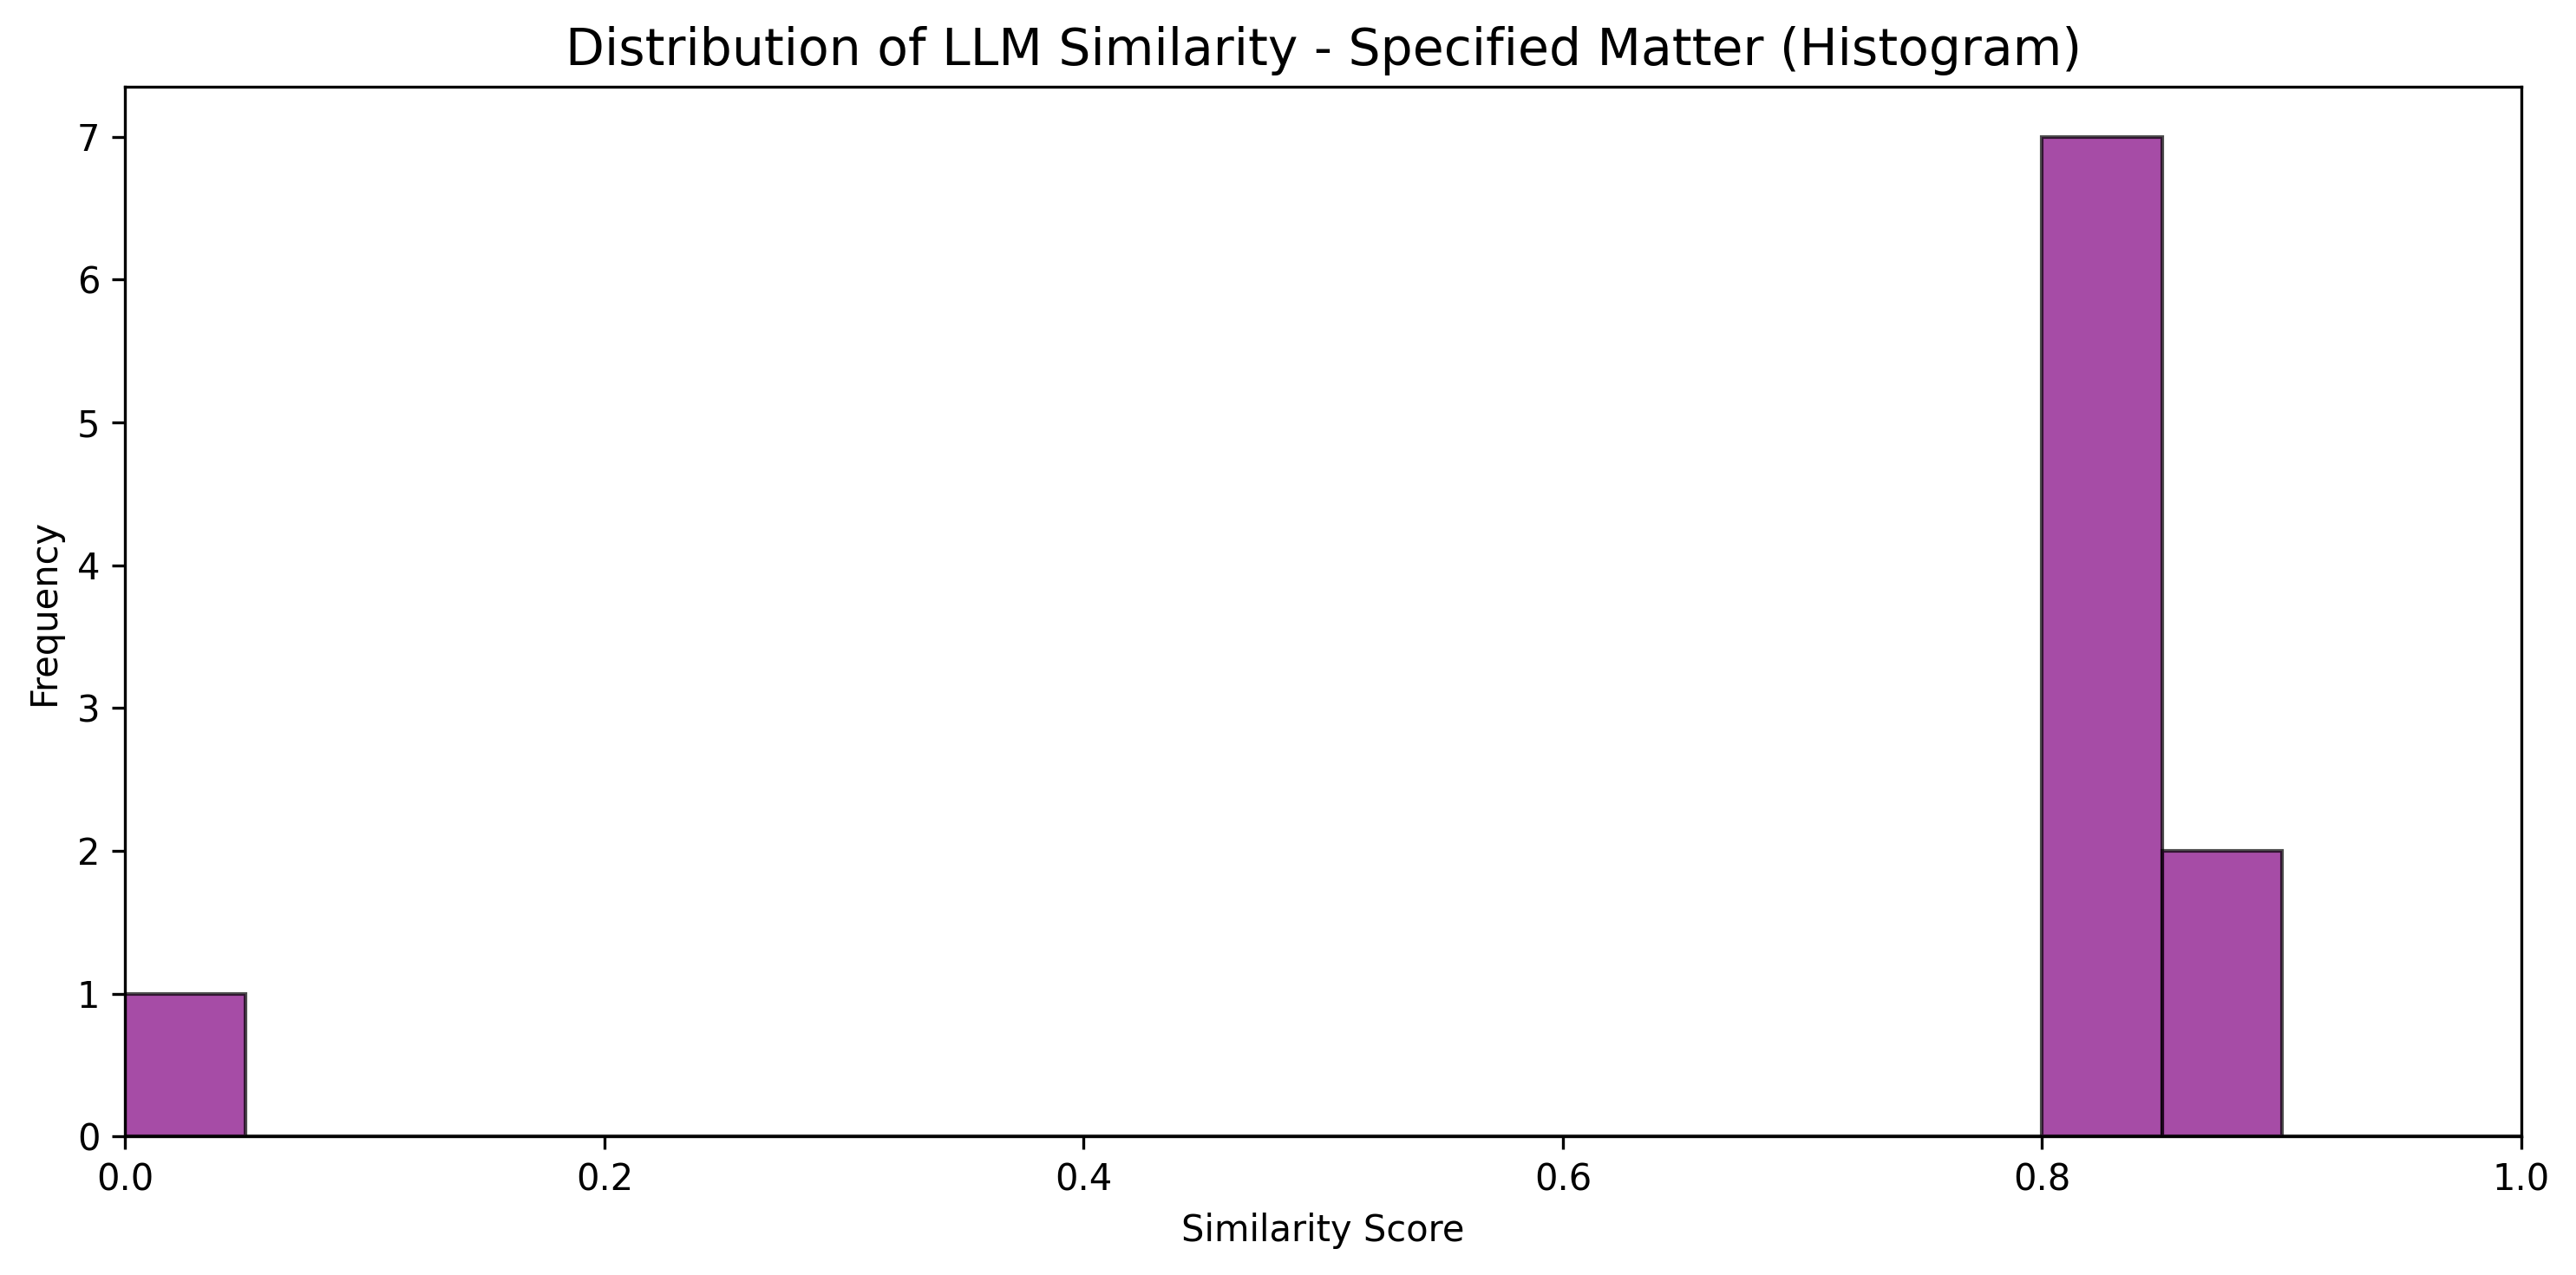 Distribution of LLM Similarity - Specified Matter (Histogram)
7
6
5
4
3
2
1
0
Frequency
0.0 0.2 0.4 0.6 0.8 1.0
Similarity Score